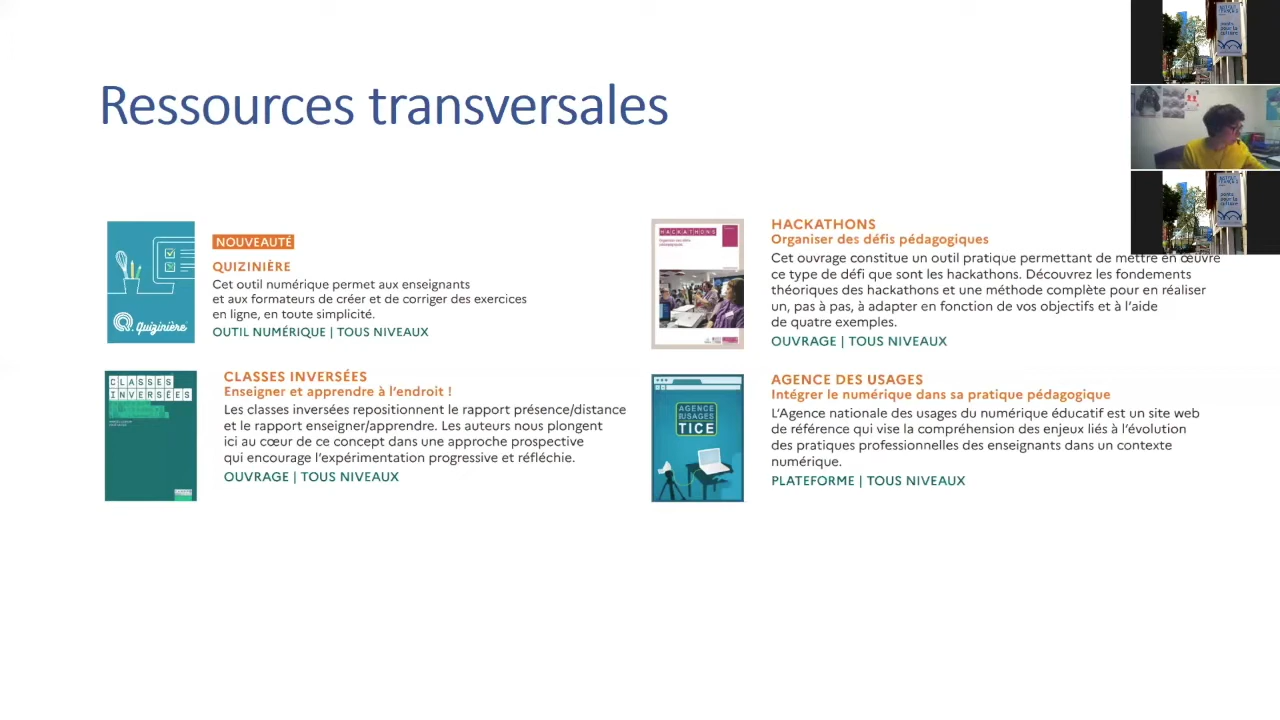 Ressources transversales
NOUVEAUTÉ
QUIZINIÈRE
Cet outil numérique permet aux enseignants
et aux formateurs de créer et de corriger des exercices
en ligne, en toute simplicité.
OUTIL NUMÉRIQUE | TOUS NIVEAUX
Quizinière
CLASSES INVERSÉES
Enseigner et apprendre à l'endroit !
Les classes inversées repositionnent le rapport présence/distance
et le rapport enseigner/apprendre. Les auteurs nous plongent
ici au cœur de ce concept dans une approche prospective
qui encourage l'expérimentation progressive et réfléchie.
OUVRAGE | TOUS NIVEAUX
CLASSES
INVERSÉES
HACKATHONS
Organiser des défis pédagogiques
Cet ouvrage constitue un outil pratique permettant de mettre en œuvre
ce type de défi que sont les hackathons. Découvrez les fondements
théoriques des hackathons et une méthode complète pour en réaliser
un, pas à pas, à adapter en fonction de vos objectifs et à l'aide
de quatre exemples.
OUVRAGE | TOUS NIVEAUX
HACKATHONS
AGENCE DES USAGES
Intégrer le numérique dans sa pratique pédagogique
L'Agence nationale des usages du numérique éducatif est un site web
de référence qui vise la compréhension des enjeux liés à l'évolution
des pratiques professionnelles des enseignants dans un contexte
numérique.
PLATEFORME | TOUS NIVEAUX
AGENCE
DES USAGES
TICE